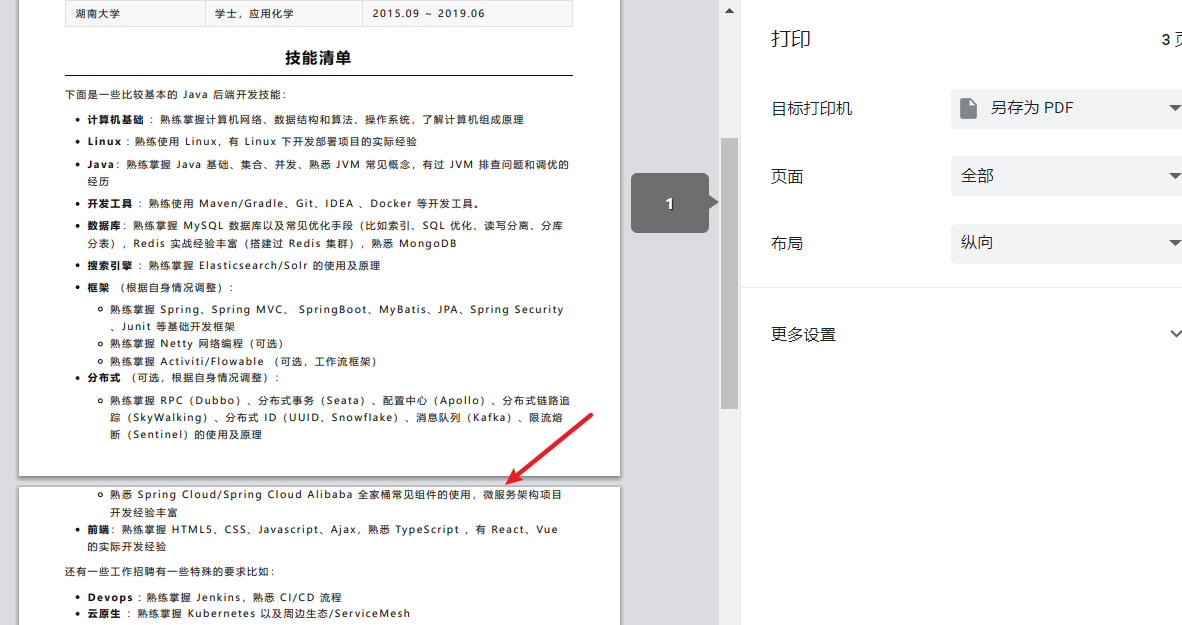 湖南大学 学士，应用化学 2015.09 ~ 2019.06
技能清单
下面是一些比较基本的 Java 后端开发技能：
• 计算机基础 ：熟练掌握计算机网络、数据结构和算法、操作系统，了解计算机组成原理
• Linux ：熟练使用 Linux，有 Linux 下开发部署项目的实际经验
• Java：熟练掌握 Java 基础、集合、并发、熟悉 JVM 常见概念，有过 JVM 排查问题和调优的
经历
• 开发工具 ：熟练使用 Maven/Gradle、Git、IDEA 、Docker 等开发工具。
• 数据库：熟练掌握 MySQL 数据库以及常见优化手段（比如索引、SQL 优化、读写分离、分库
分表），Redis 实战经验丰富（搭建过 Redis 集群），熟悉 MongoDB
• 搜索引擎 ：熟练掌握 Elasticsearch/Solr 的使用及原理
• 框架 （根据自身情况调整）：
熟练掌握 Spring、Spring MVC、 SpringBoot、MyBatis、JPA、Spring Security
、Junit 等基础开发框架
熟练掌握 Netty 网络编程（可选）
熟练掌握 Activiti/Flowable （可选，工作流框架）
• 分布式 （可选，根据自身情况调整）：
熟练掌握 RPC（Dubbo）、分布式事务（Seata）、配置中心（Apollo）、分布式链路追
踪（SkyWalking）、分布式 ID（UUID、Snowflake）、消息队列（Kafka）、限流熔
断（Sentinel）的使用及原理
熟悉 Spring Cloud/Spring Cloud Alibaba 全家桶常见组件的使用，微服务架构项目
开发经验丰富
• 前端：熟练掌握 HTML5、CSS、Javascript、Ajax，熟悉 TypeScript ，有 React、Vue
的实际开发经验
还有一些工作招聘有一些特殊的要求比如：
• Devops ：熟练掌握 Jenkins，熟悉 CI/CD 流程
• 云原生 ：熟练掌握 Kubernetes 以及周边生态/ServiceMesh
1
打印 3 页
目标打印机 另存为 PDF
页面 全部
布局 纵向
更多设置